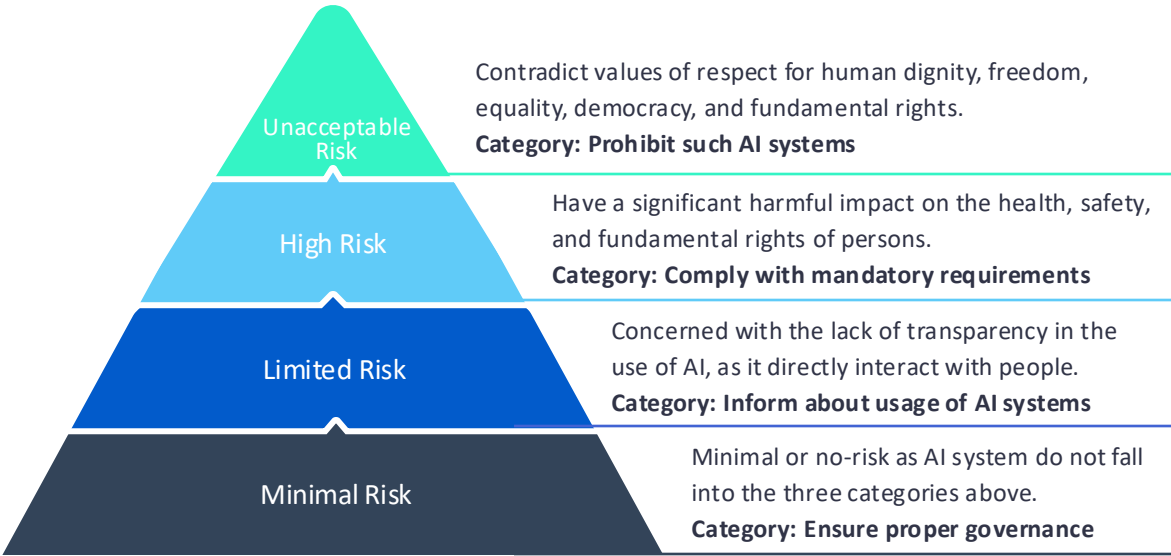 Unacceptable
Risk
Contradict values of respect for human dignity, freedom,
equality, democracy, and fundamental rights.
Category: Prohibit such AI systems
High Risk
Have a significant harmful impact on the health, safety,
and fundamental rights of persons.
Category: Comply with mandatory requirements
Limited Risk
Concerned with the lack of transparency in the
use of AI, as it directly interact with people.
Category: Inform about usage of AI systems
Minimal Risk
Minimal or no-risk as AI system do not fall
into the three categories above.
Category: Ensure proper governance